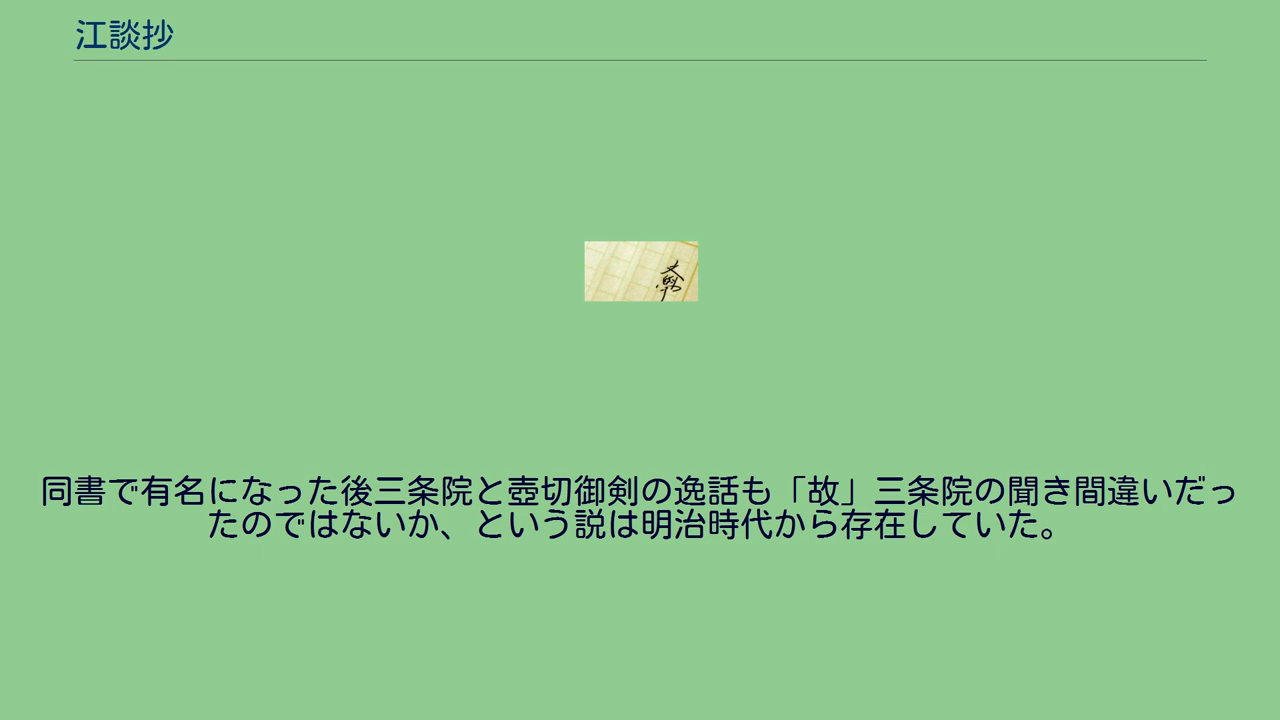 江談抄
同書で有名になった後三条院と壺切御剣の逸話も「故」三条院の聞き間違いだっ
たのではないか、という説は明治時代から存在していた。